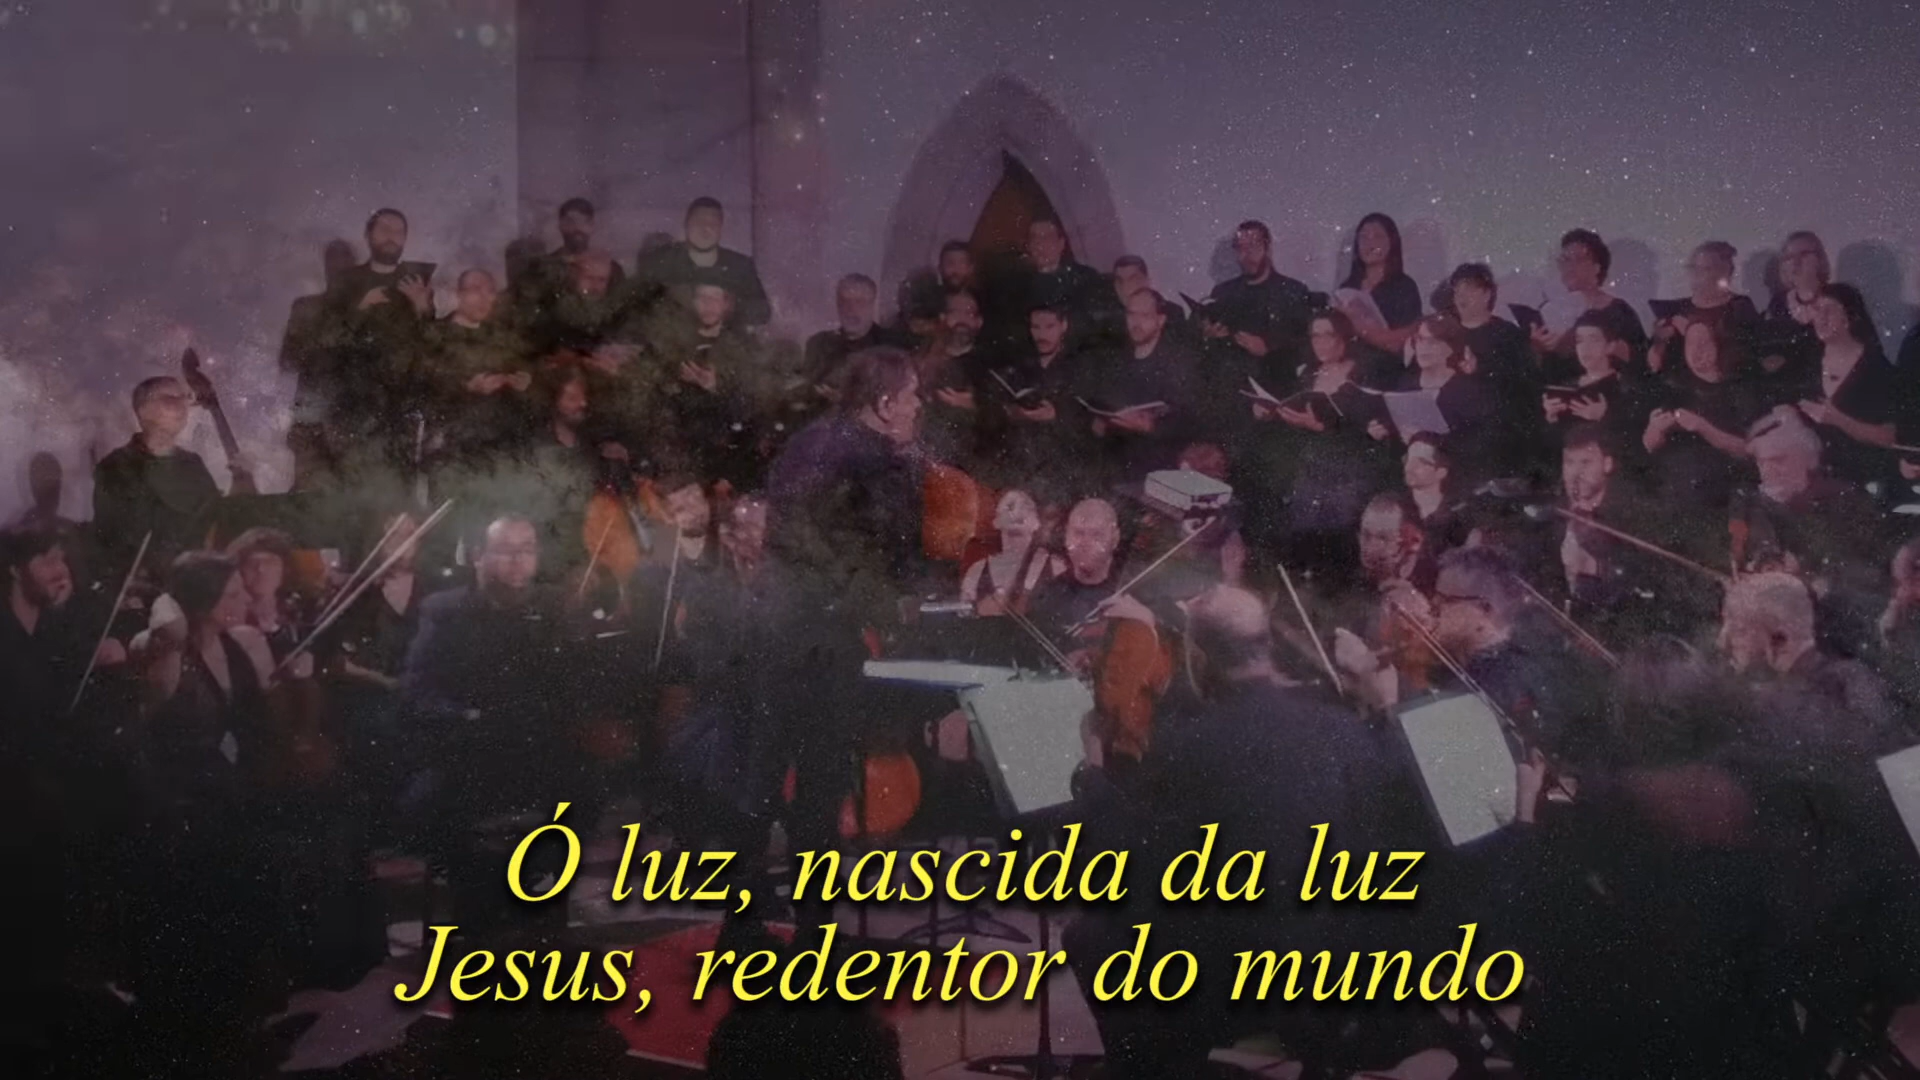 Ó luz, nascida da luz
Jesus, redentor do mundo